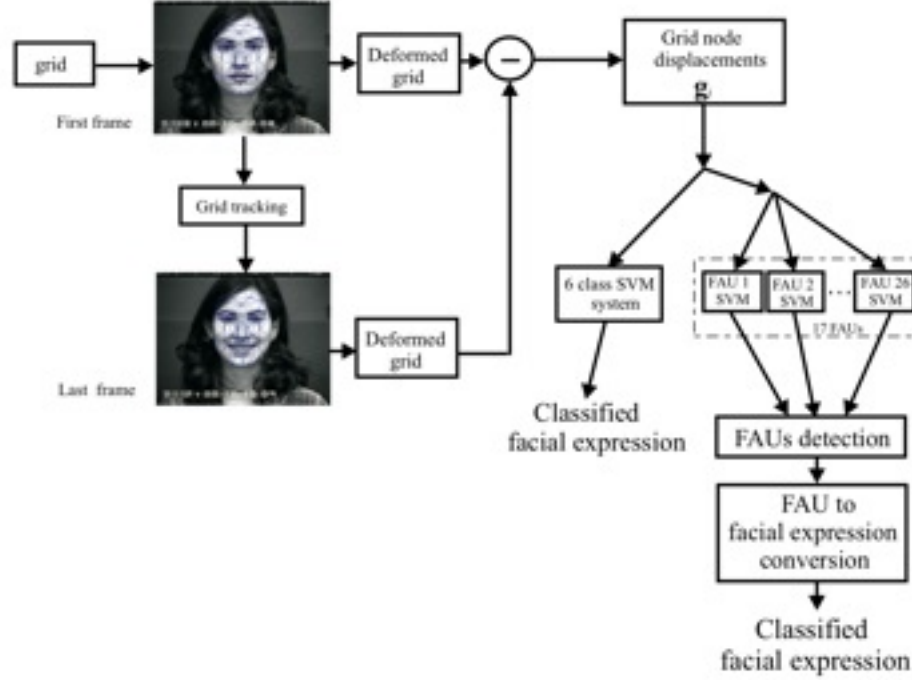 grid
First frame
Deformed
grid
−
Grid node
displacements
g
Grid tracking
Last frame
Deformed
grid
6 class SVM
system
Classified
facial expression
FAU 1
SVM
FAU 2
SVM
...
FAU 26
SVM
17 FAUs
FAUs detection
FAU to
facial expression
conversion
Classified
facial expression